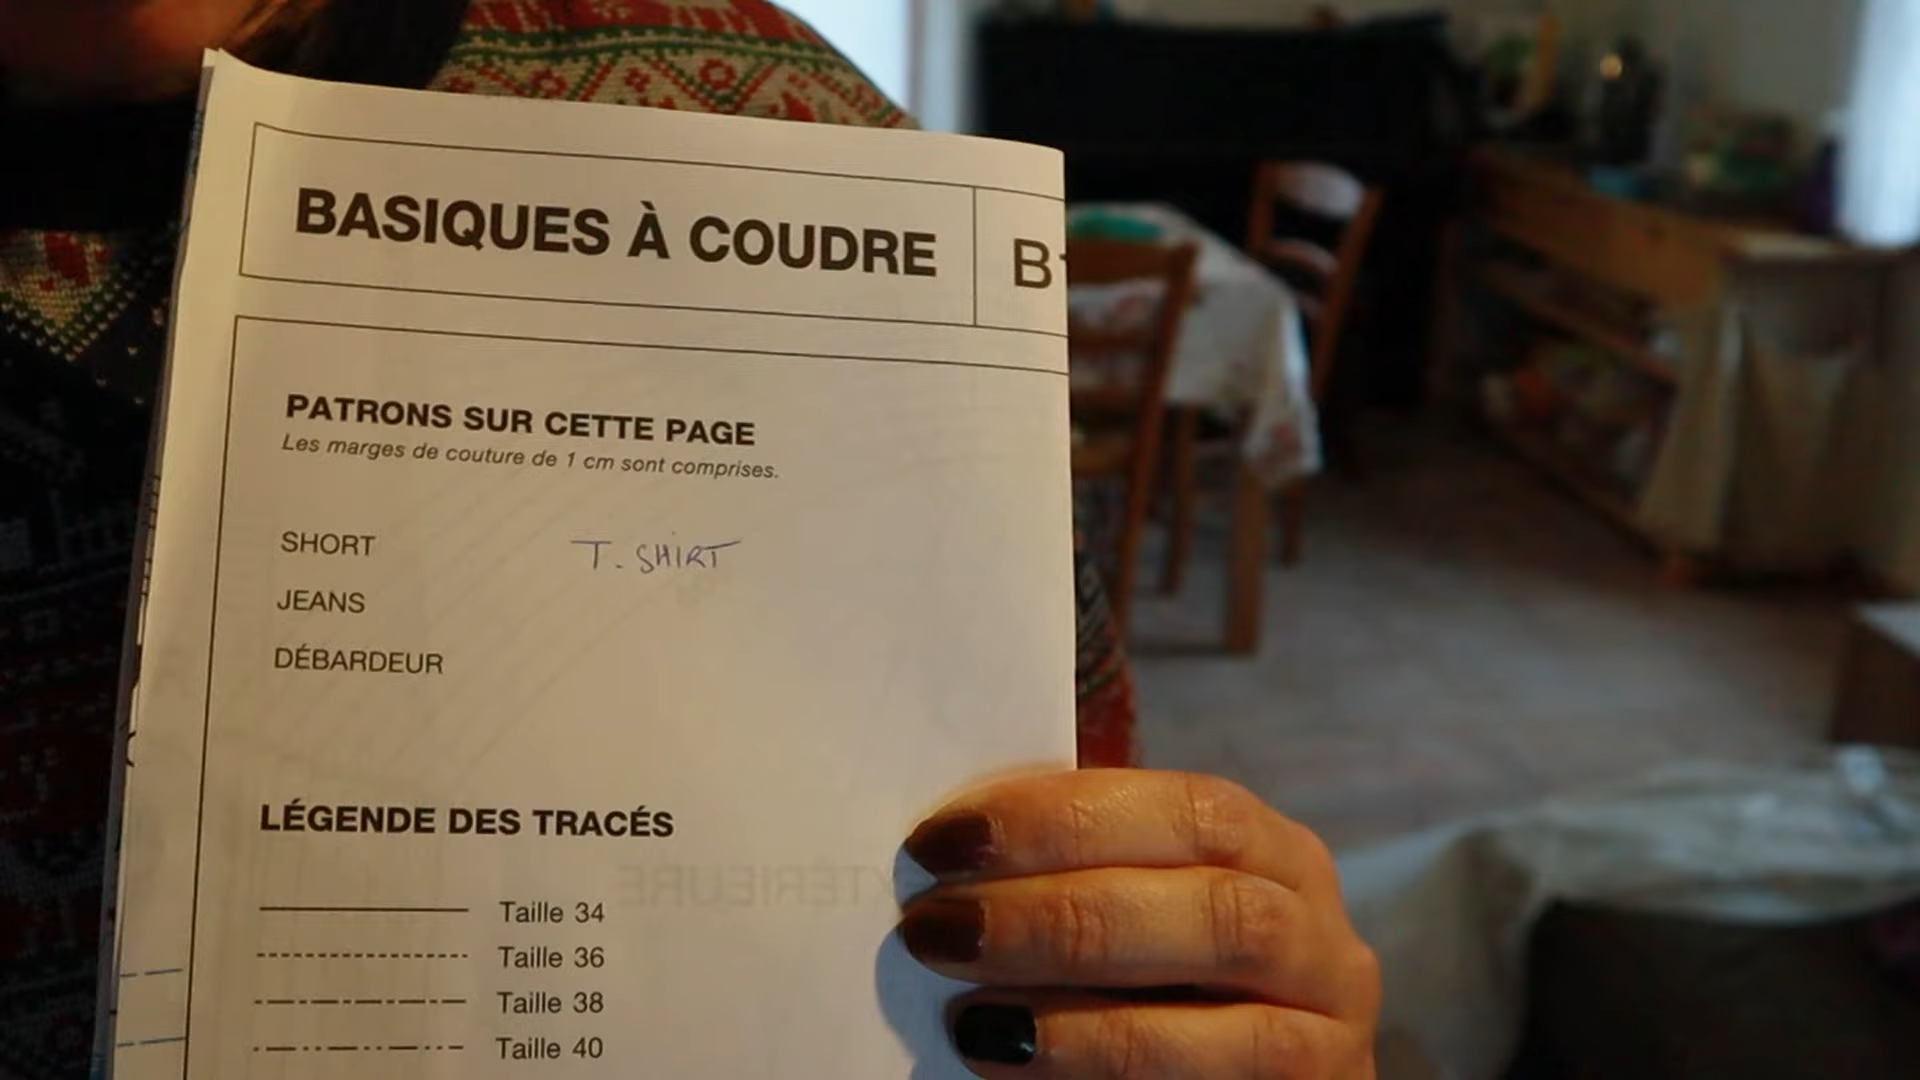 BASIQUES À COUDRE
B1
PATRONS SUR CETTE PAGE
Les marges de couture de 1 cm sont comprises.
SHORT
T. SHIRT
JEANS
DÉBARDEUR
LÉGENDE DES TRACÉS
Taille 34
Taille 36
Taille 38
Taille 40